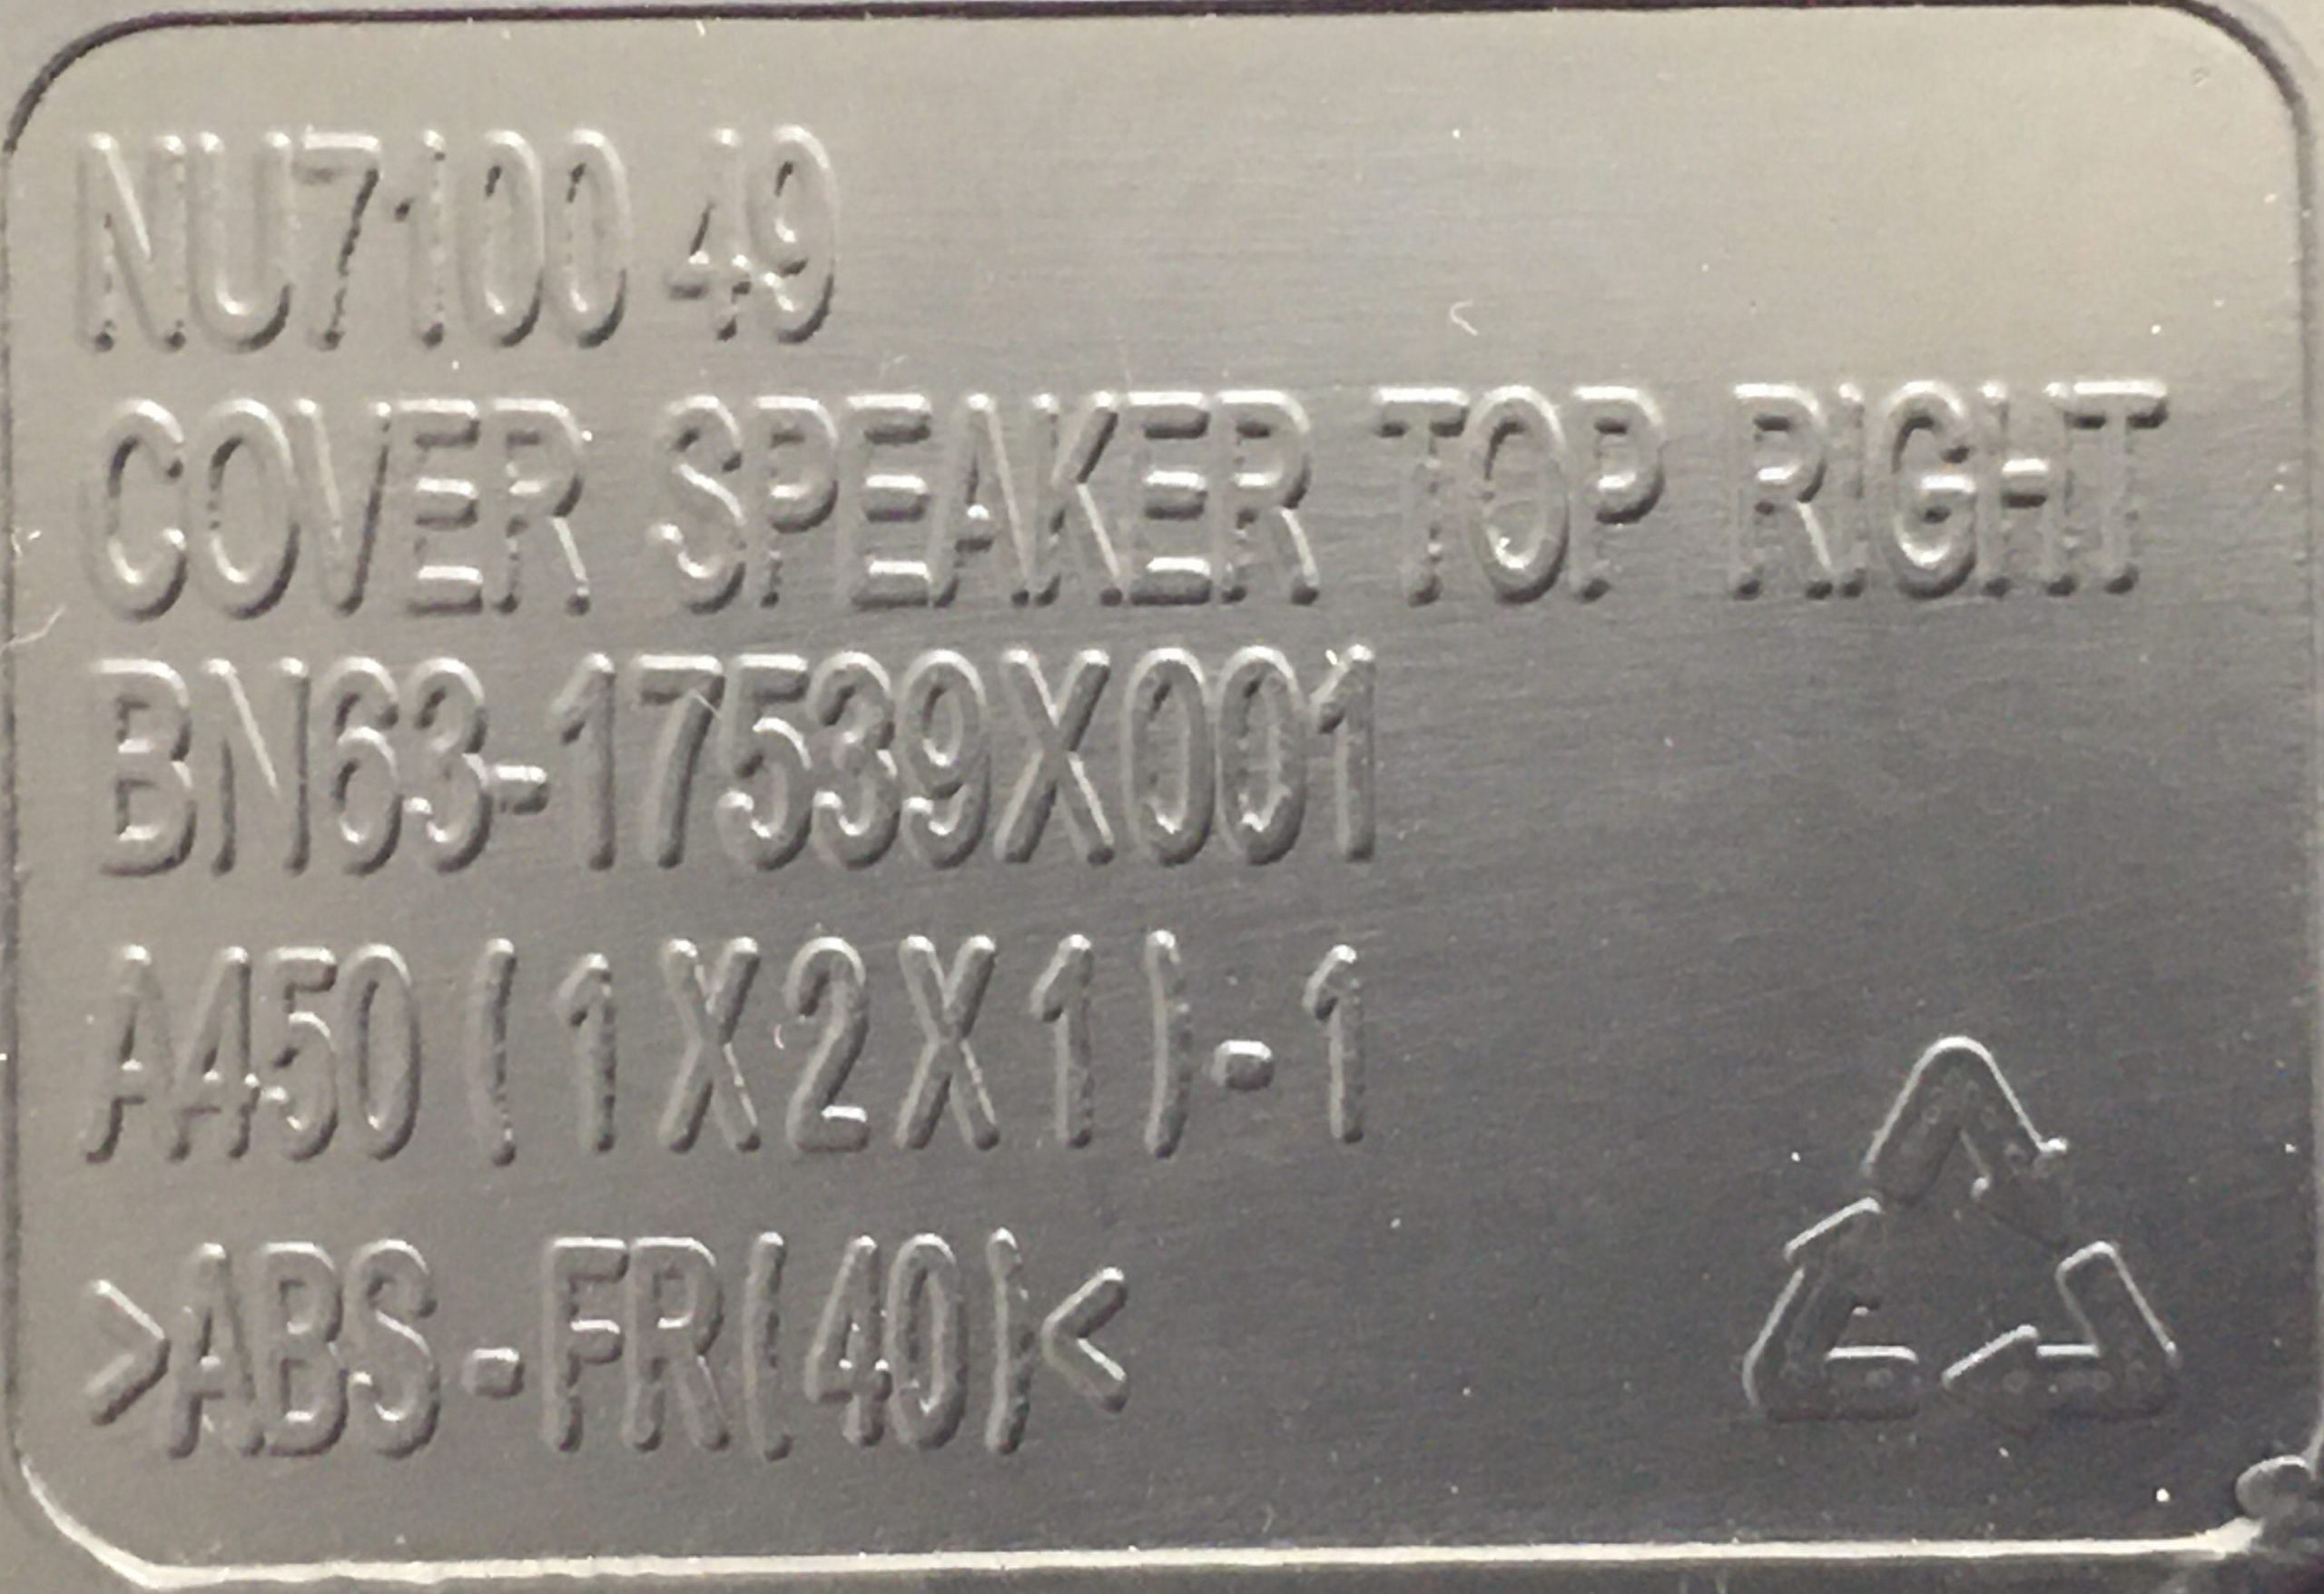 NU7100 49
COVER SPEAKER TOP RIGHT
BN63-17539X001
A450 ( 1 X 2 X 1 ) - 1
>ABS-FR(40)<